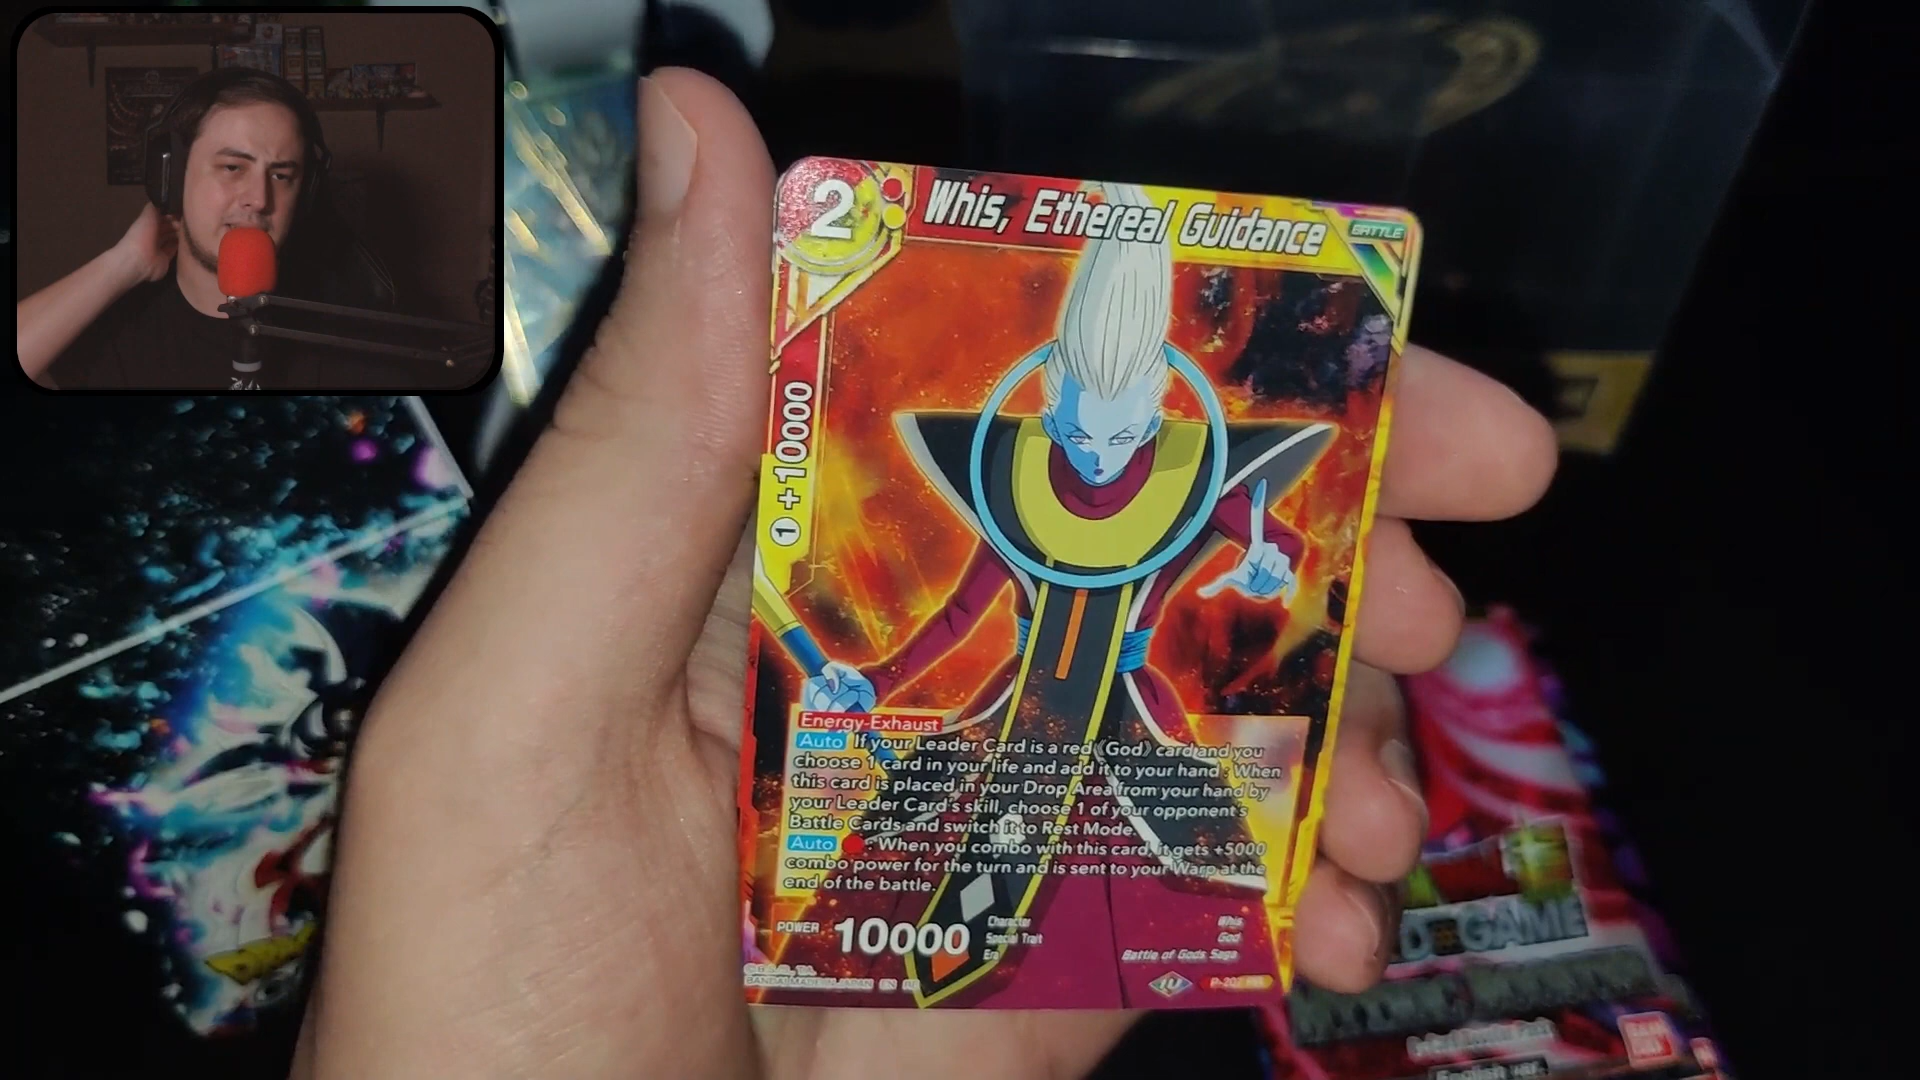 2
Whis, Ethereal Guidance
BATTLE
1 +10000
Energy-Exhaust
Auto If your Leader Card is a red《God》card and you
choose 1 card in your life and add it to your hand : When
this card is placed in your Drop Area from your hand by
your Leader Card's skill, choose 1 of your opponent's
Battle Cards and switch it to Rest Mode.
Auto : When you combo with this card, it gets +5000
combo power for the turn and is sent to your Warp at the
end of the battle.
POWER 10000
Character Whis
Special Trait God
Era Battle of Gods Saga
BANDAI MADE IN JAPAN EN
GAME
English ver.